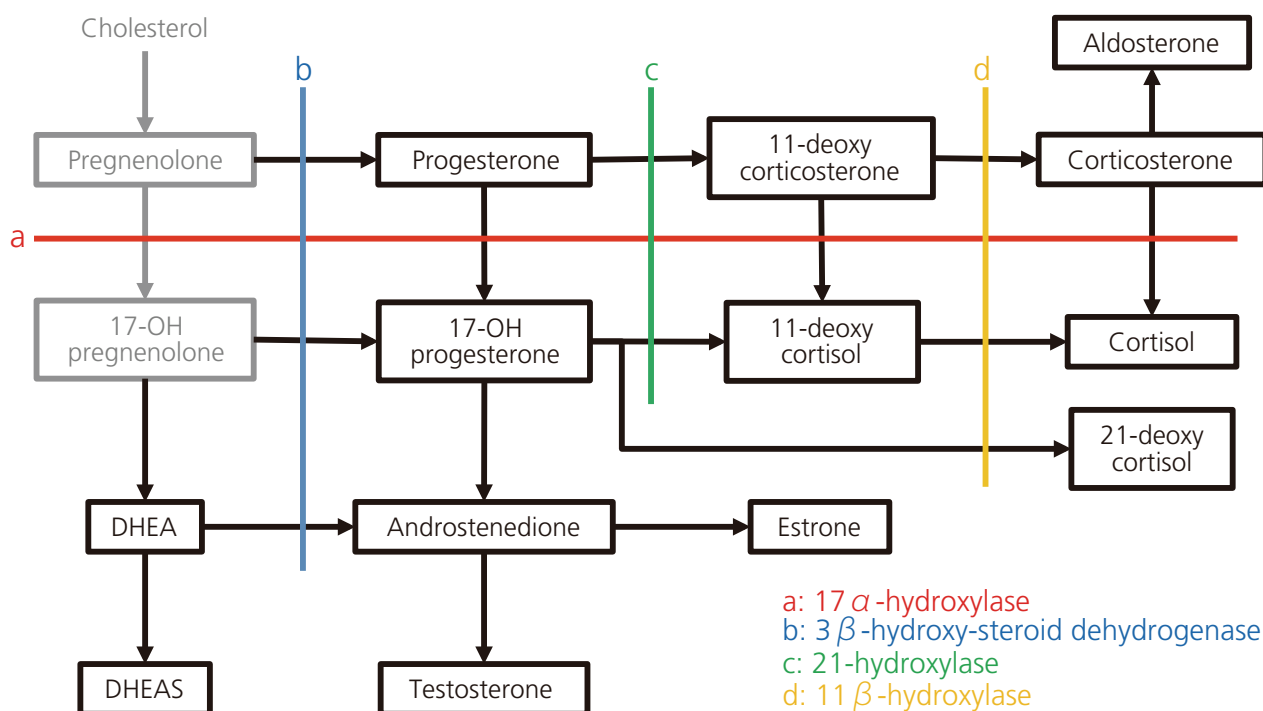 Cholesterol
b
c
d
Aldosterone
Pregnenolone
Progesterone
11-deoxy
corticosterone
Corticosterone
a
17-OH
pregnenolone
17-OH
progesterone
11-deoxy
cortisol
Cortisol
21-deoxy
cortisol
DHEA
Androstenedione
Estrone
DHEAS
Testosterone
a: 17α-hydroxylase
b: 3β-hydroxy-steroid dehydrogenase
c: 21-hydroxylase
d: 11β-hydroxylase